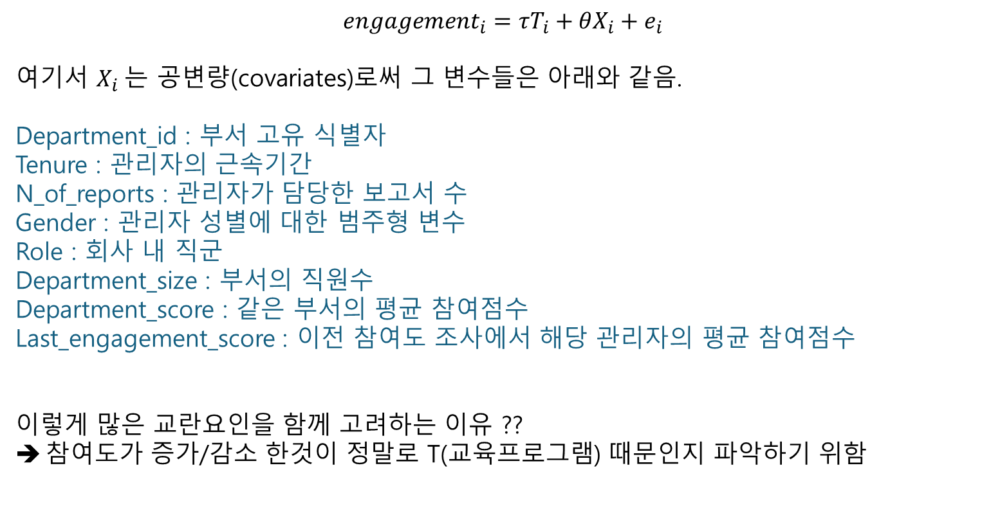 engagementᵢ = τTᵢ + θXᵢ + eᵢ
여기서 Xᵢ 는 공변량(covariates)로써 그 변수들은 아래와 같음.
Department_id : 부서 고유 식별자
Tenure : 관리자의 근속기간
N_of_reports : 관리자가 담당한 보고서 수
Gender : 관리자 성별에 대한 범주형 변수
Role : 회사 내 직군
Department_size : 부서의 직원수
Department_score : 같은 부서의 평균 참여점수
Last_engagement_score : 이전 참여도 조사에서 해당 관리자의 평균 참여점수
이렇게 많은 교란요인을 함께 고려하는 이유 ??
➔ 참여도가 증가/감소 한것이 정말로 T(교육프로그램) 때문인지 파악하기 위함